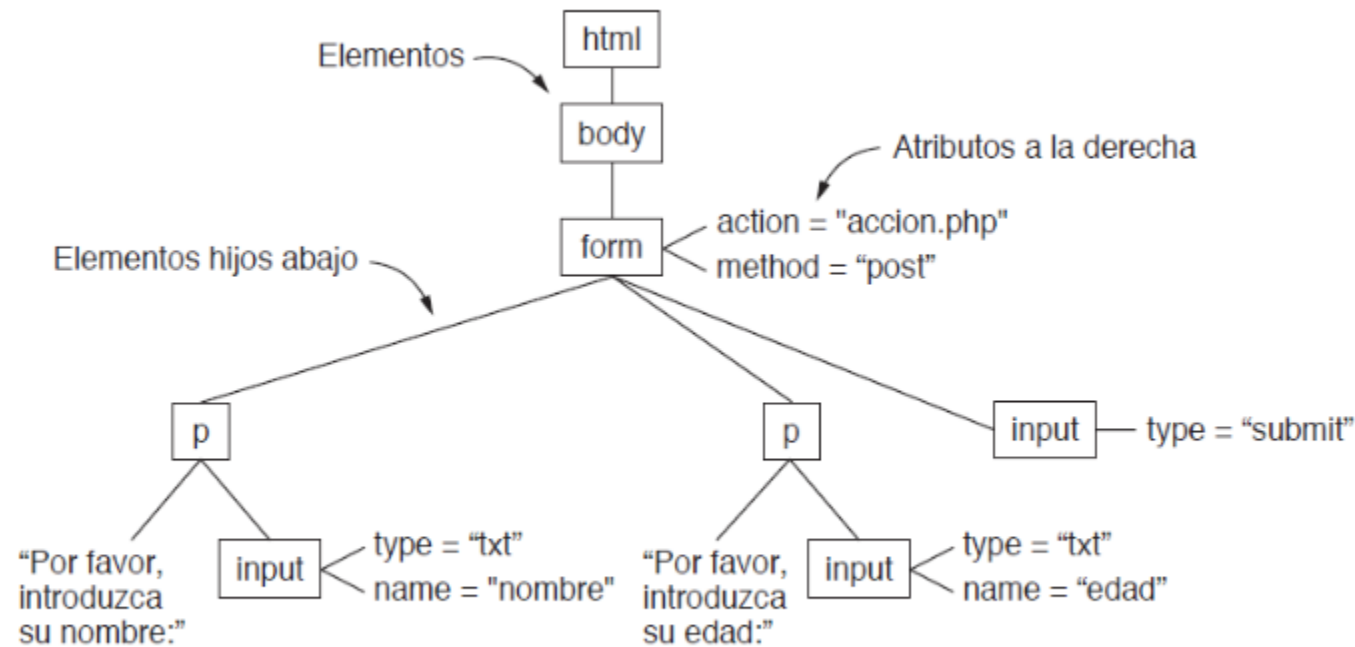 html
Elementos
body
Atributos a la derecha
action = "accion.php"
form
method = “post”
Elementos hijos abajo
p
p
input
type = “submit”
“Por favor,
introduzca
su nombre:”
input
type = “txt”
name = "nombre"
“Por favor,
introduzca
su edad:”
input
type = “txt”
name = “edad”